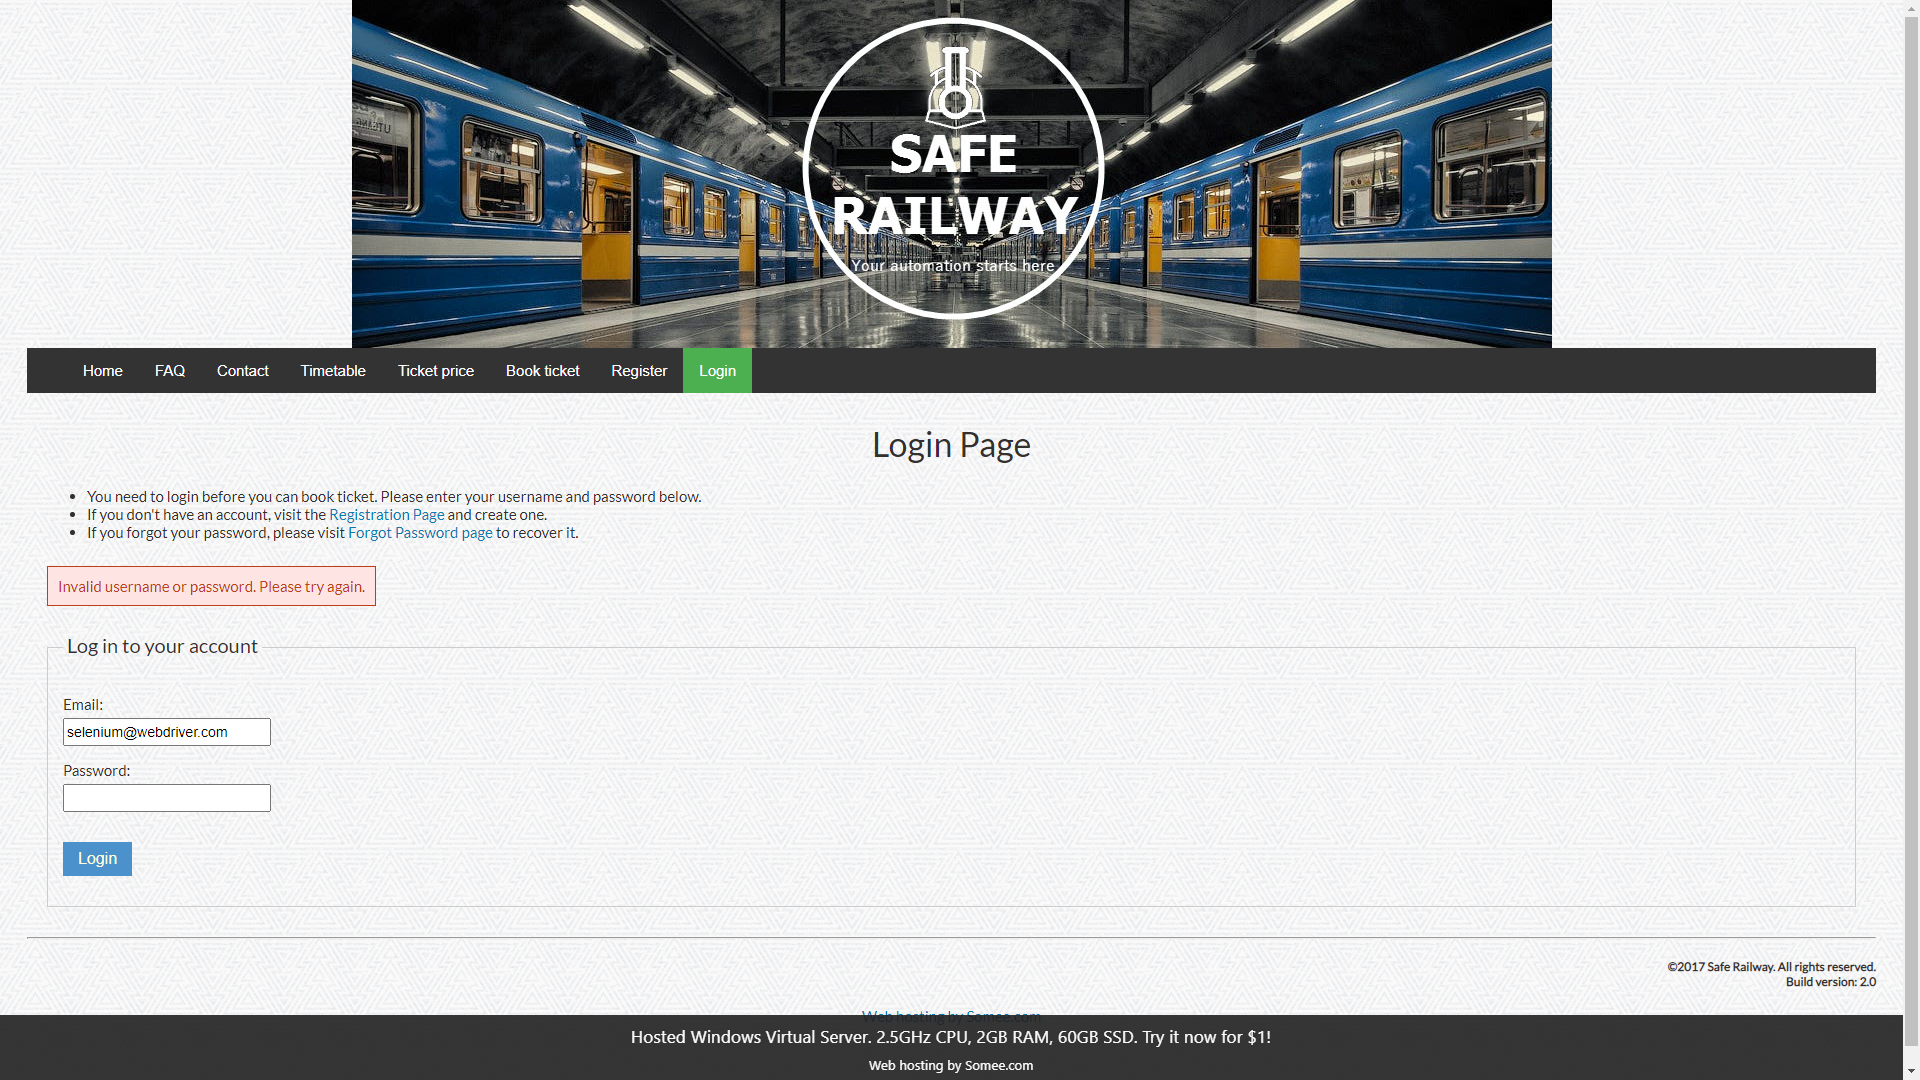 SAFE
RAILWAY
Your automation starts here
Home FAQ Contact Timetable Ticket price Book ticket Register Login
Login Page
You need to login before you can book ticket. Please enter your username and password below.
If you don't have an account, visit the Registration Page and create one.
If you forgot your password, please visit Forgot Password page to recover it.
Invalid username or password. Please try again.
Log in to your account
Email:
selenium@webdriver.com
Password:
Login
©2017 Safe Railway. All rights reserved.
Build version: 2.0
Web hosting by Somee.com
Hosted Windows Virtual Server. 2.5GHz CPU, 2GB RAM, 60GB SSD. Try it now for $1!
Web hosting by Somee.com